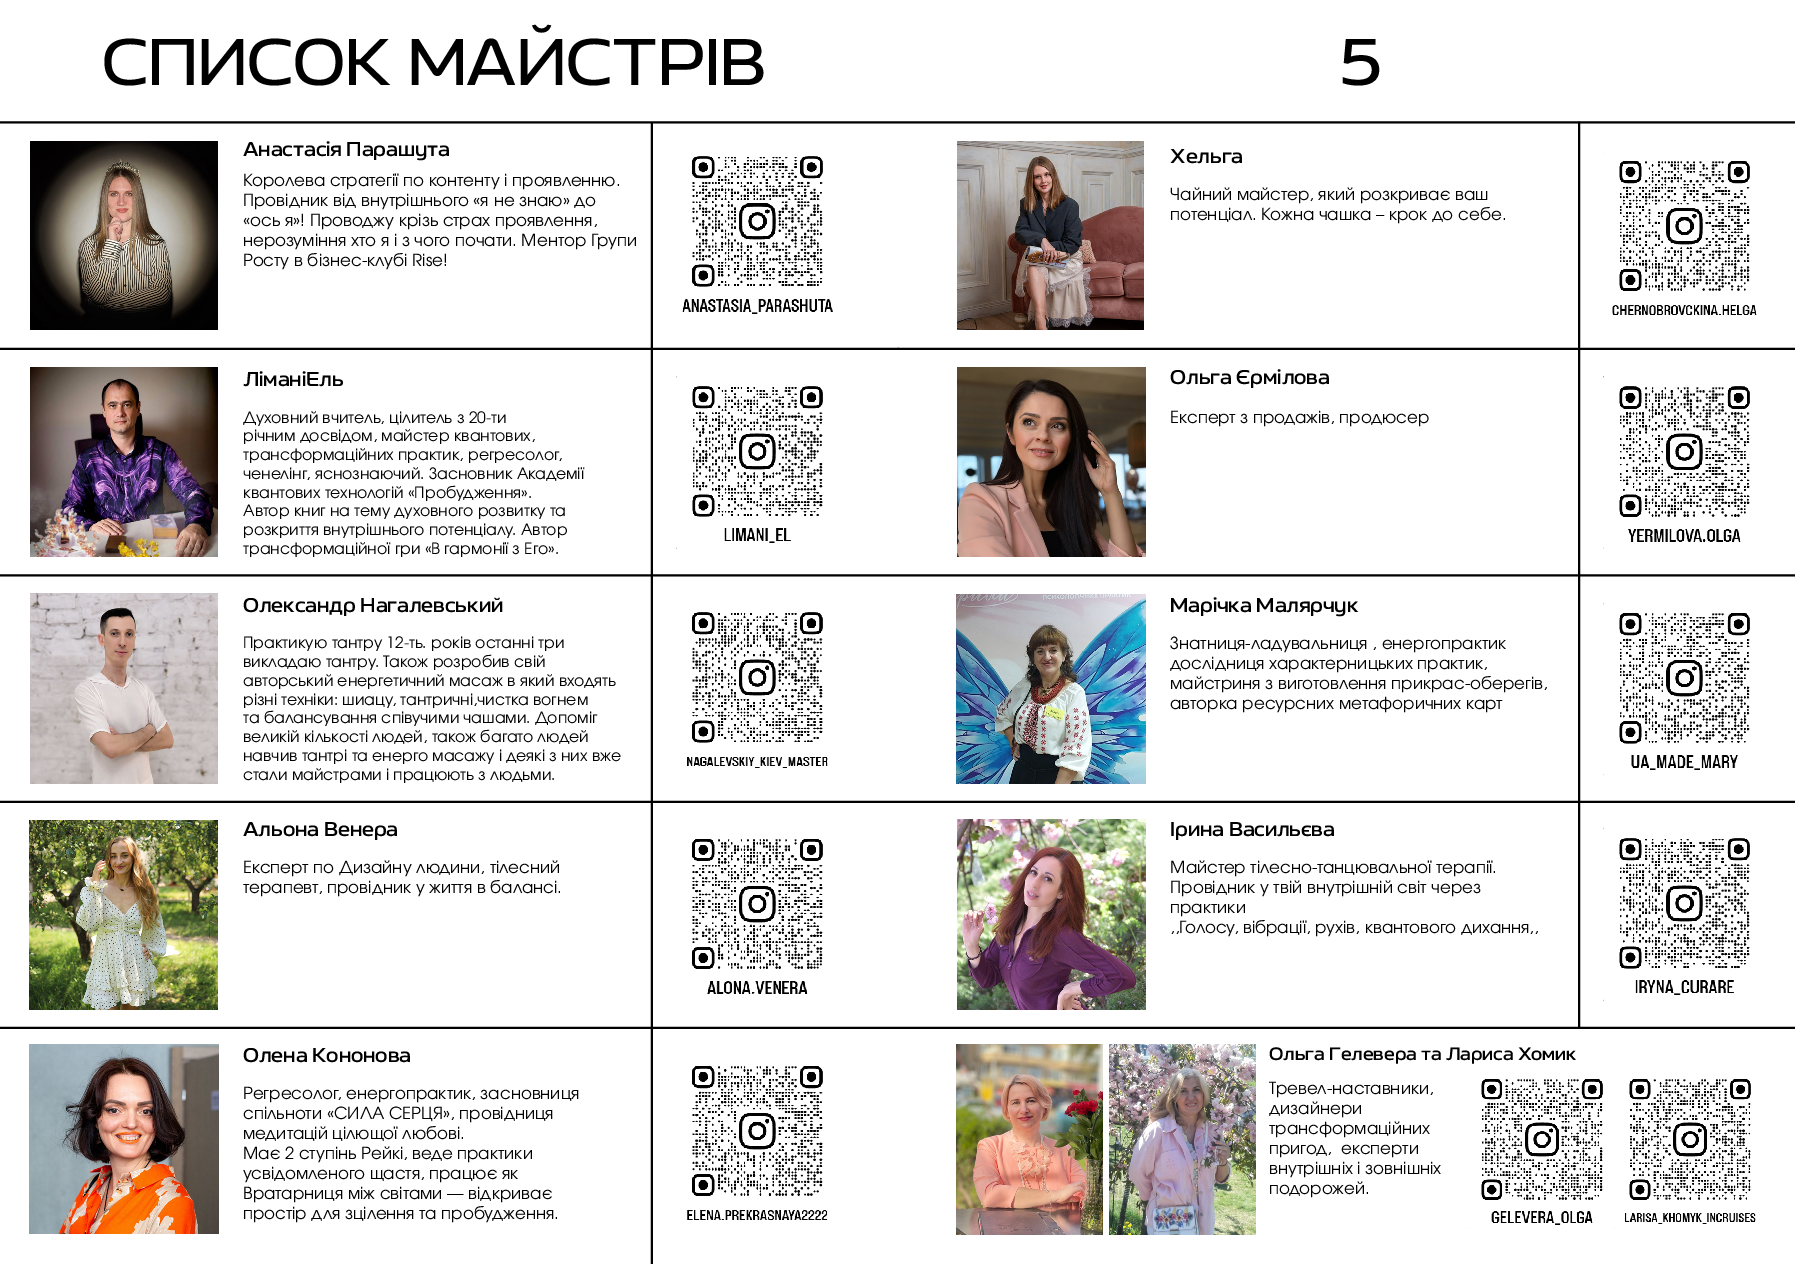 СПИСОК МАЙСТРІВ
5
Анастасія Парашута
Королева стратегії по контенту і проявленню.
Провідник від внутрішнього «я не знаю» до
«ось я»! Проводжу крізь страх проявлення,
нерозуміння хто я і з чого почати. Ментор Групи
Росту в бізнес-клубі Rise!
ANASTASIA_PARASHUTA
Хельга
Чайний майстер, який розкриває ваш
потенціал. Кожна чашка – крок до себе.
CHERNOBROVCKINA.HELGA
ЛіманіЕль
Духовний вчитель, цілитель з 20-ти
річним досвідом, майстер квантових,
трансформаційних практик, регресолог,
ченелінг, яснознаючий. Засновник Академії
квантових технологій «Пробудження».
Автор книг на тему духовного розвитку та
розкриття внутрішнього потенціалу. Автор
трансформаційної гри «В гармонії з Его».
LIMANI_EL
Ольга Єрмілова
Експерт з продажів, продюсер
YERMILOVA.OLGA
Олександр Нагалевський
Практикую тантру 12-ть. років останні три
викладаю тантру. Також розробив свій
авторський енергетичний масаж в який входять
різні техніки: шиацу, тантричні,чистка вогнем
та балансування співучими чашами. Допоміг
великій кількості людей, також багато людей
навчив тантрі та енерго масажу і деякі з них вже
стали майстрами і працюють з людьми.
NAGALEVSKIY_KIEV_MASTER
Марічка Малярчук
Знатниця-ладувальниця , енергопрактик
дослідниця характерницьких практик,
майстриня з виготовлення прикрас-оберегів,
авторка ресурсних метафоричних карт
UA_MADE_MARY
Альона Венера
Експерт по Дизайну людини, тілесний
терапевт, провідник у життя в балансі.
ALONA.VENERA
Ірина Васильєва
Майстер тілесно-танцювальної терапії.
Провідник у твій внутрішній світ через
практики
,,Голосу, вібрації, рухів, квантового дихання,,
IRYNA_CURARE
Олена Кононова
Регресолог, енергопрактик, засновниця
спільноти «СИЛА СЕРЦЯ», провідниця
медитацій цілющої любові.
Має 2 ступінь Рейкі, веде практики
усвідомленого щастя, працює як
Вратарниця між світами — відкриває
простір для зцілення та пробудження.
ELENA.PREKRASNAYA2222
Ольга Гелевера та Лариса Хомик
Тревел-наставники,
дизайнери
трансформаційних
пригод,  експерти
внутрішніх і зовнішніх
подорожей.
GELEVERA_OLGA
LARISA_KHOMYK_INCRUISES